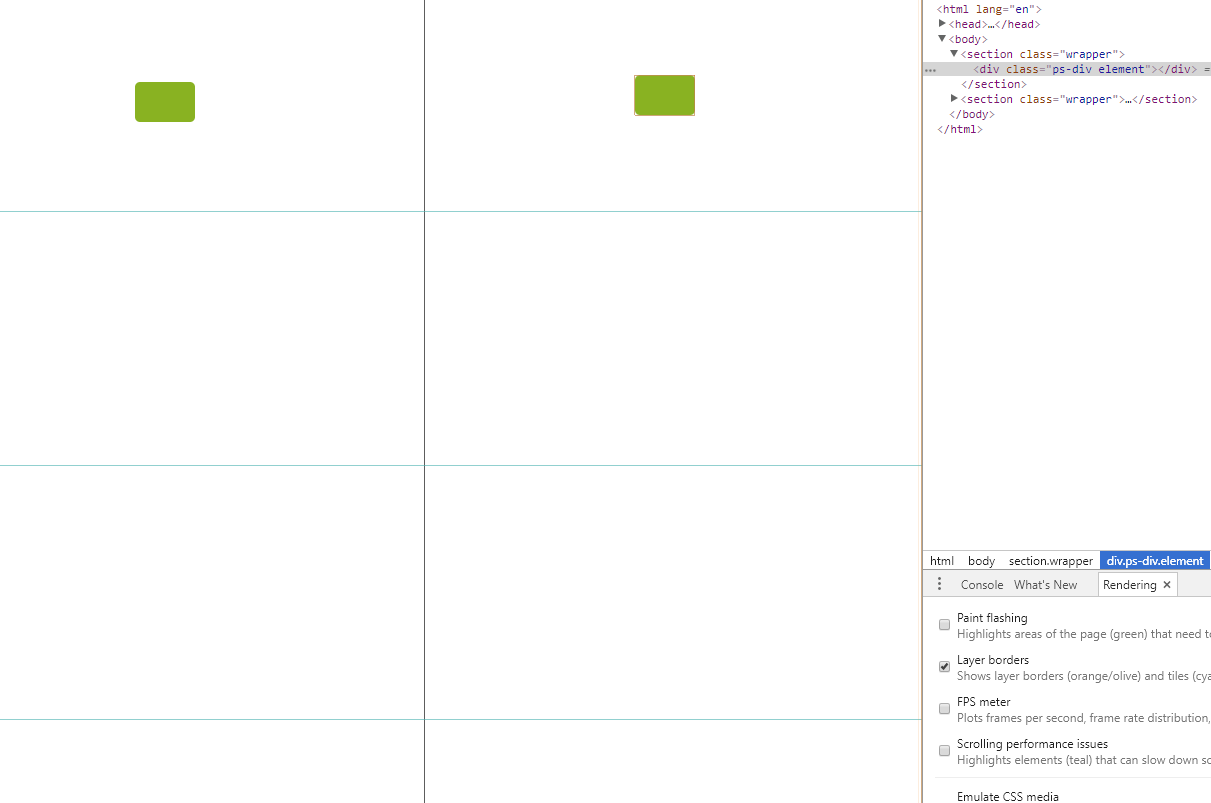 <html lang="en">
<head>…</head>
<body>
<section class="wrapper">
<div class="ps-div element"></div> =
</section>
<section class="wrapper">…</section>
</body>
</html>
html body section.wrapper div.ps-div.element
Console What's New Rendering ×
Paint flashing
Highlights areas of the page (green) that need to
Layer borders
Shows layer borders (orange/olive) and tiles (cya
FPS meter
Plots frames per second, frame rate distribution,
Scrolling performance issues
Highlights elements (teal) that can slow down sc
Emulate CSS media